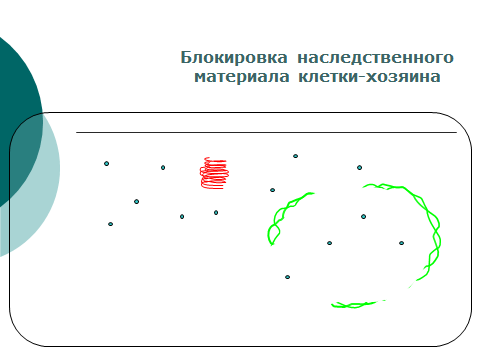 Блокировка наследственного
материала клетки-хозяина